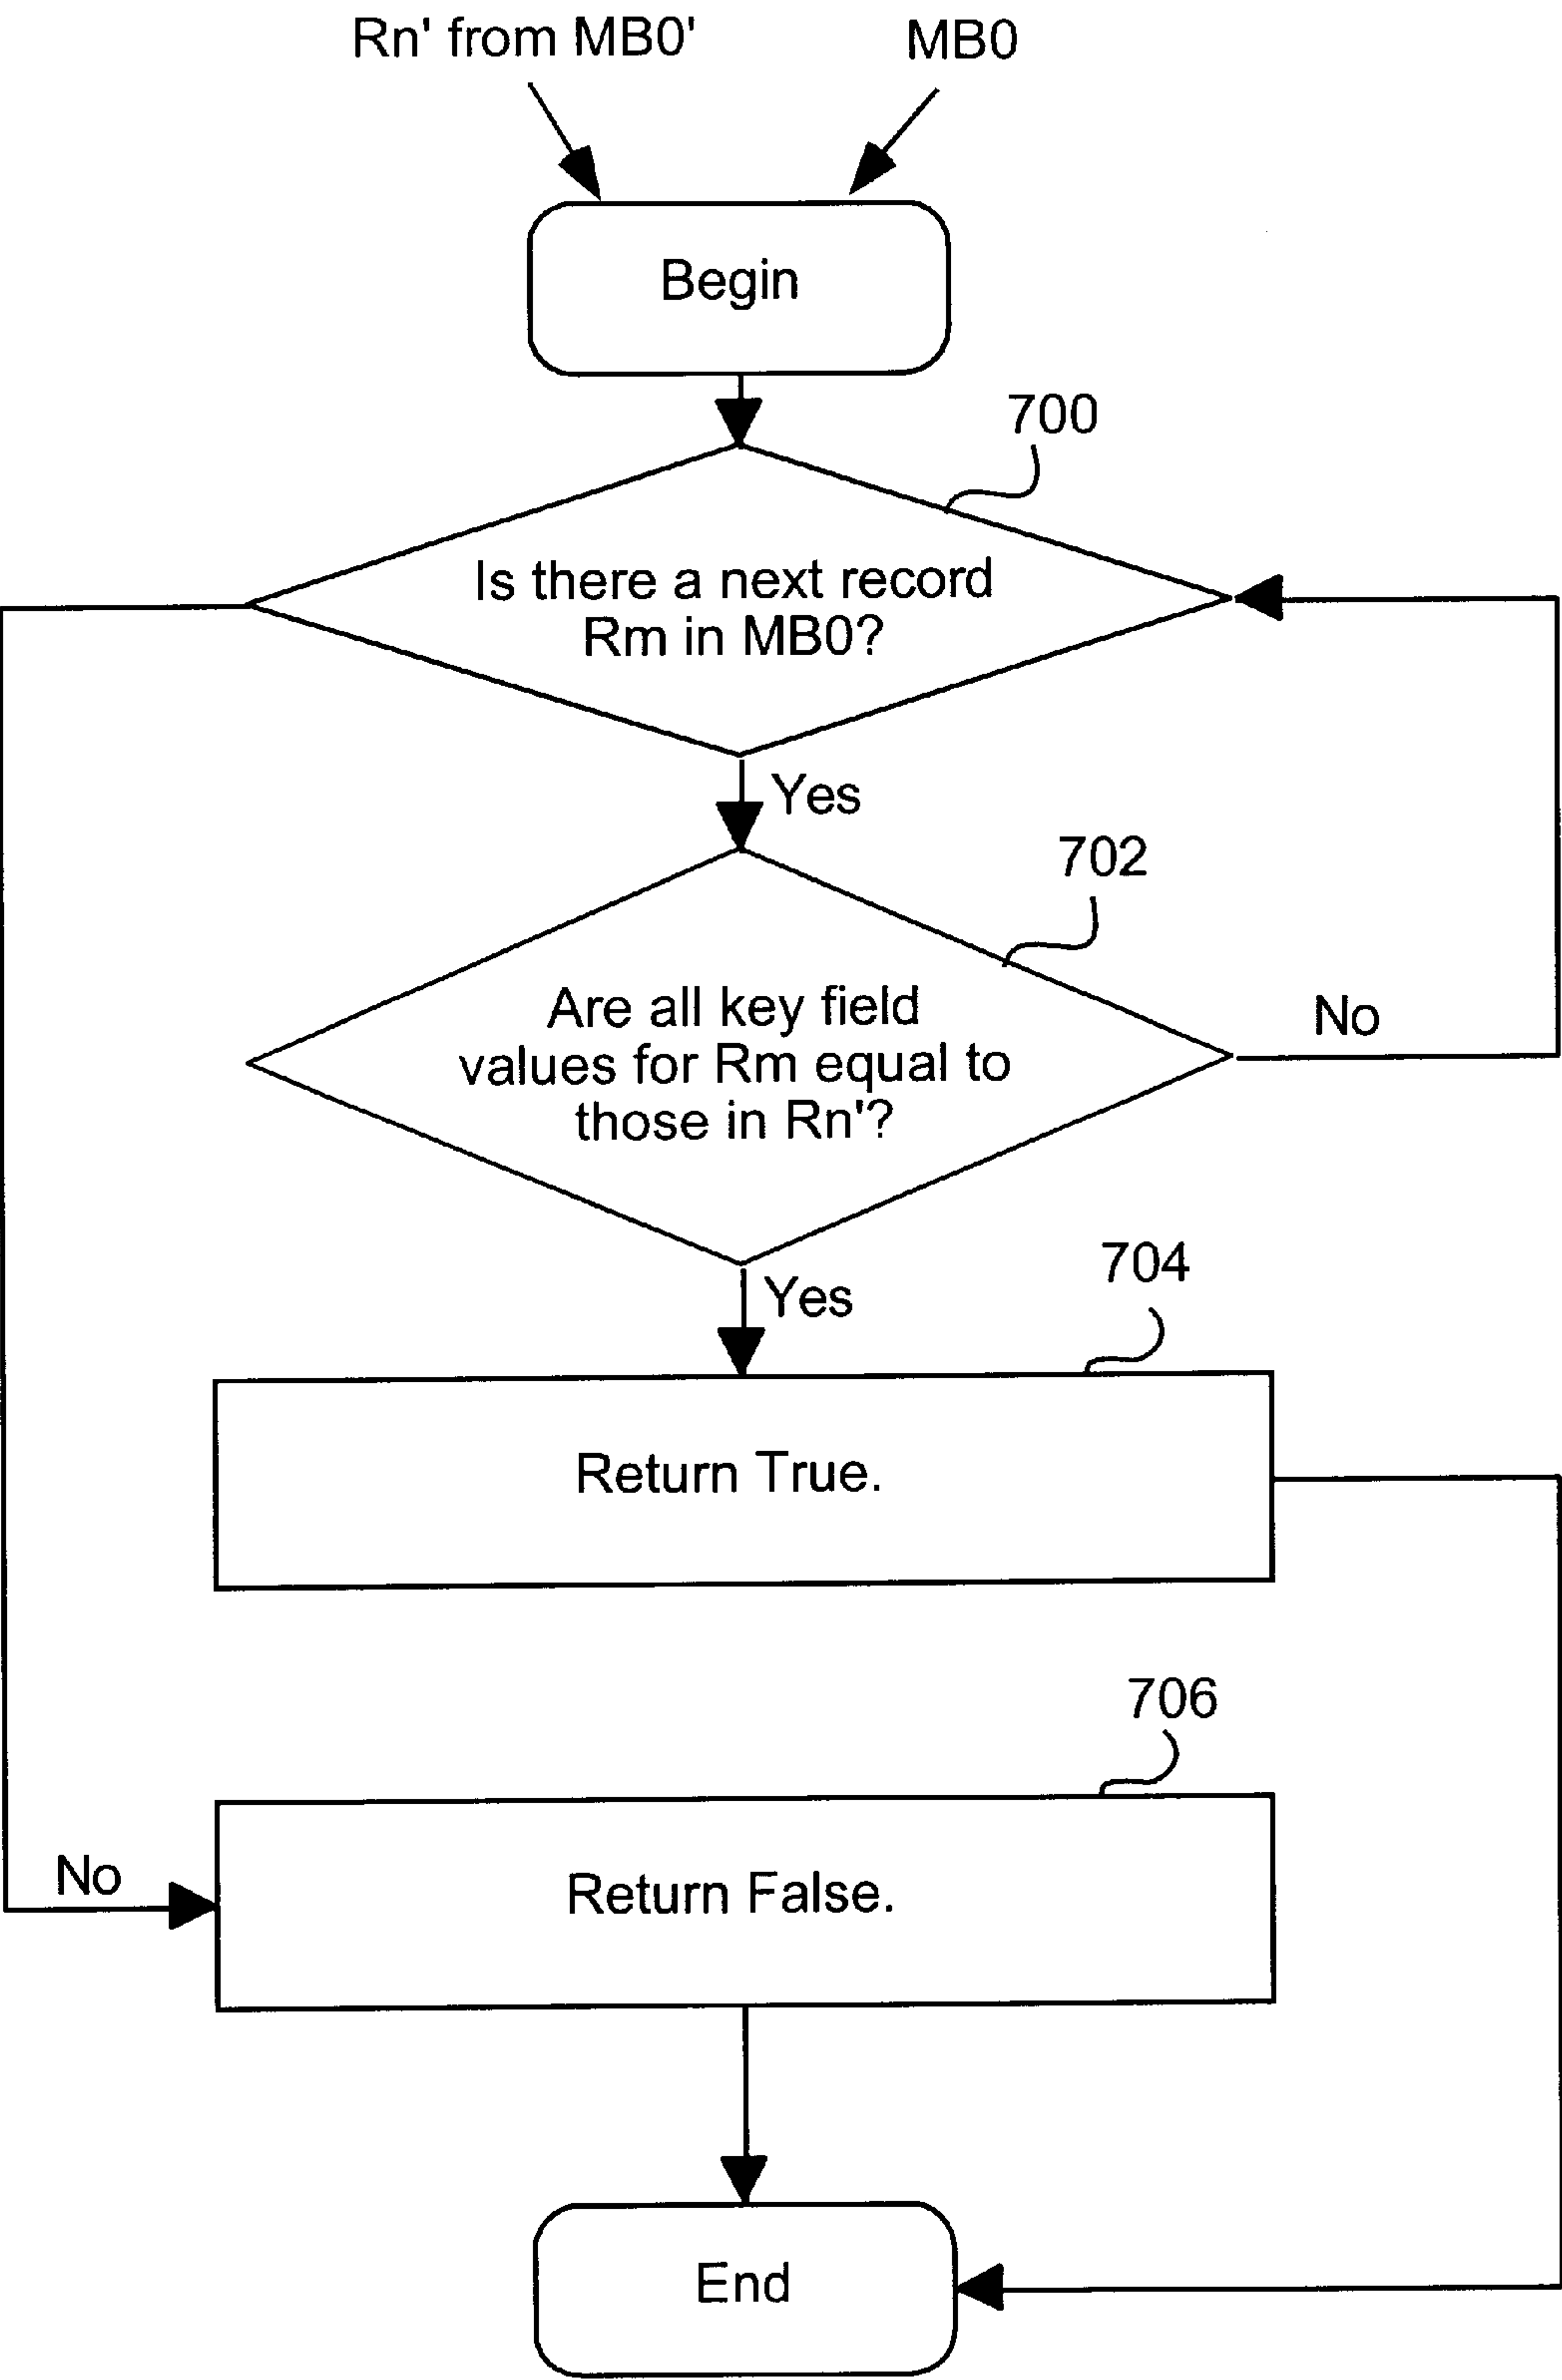 Rn' from MB0'
MB0
Begin
700
Is there a next record
Rm in MB0?
Yes
702
Are all key field
values for Rm equal to
those in Rn'?
No
Yes
704
Return True.
706
No
Return False.
End